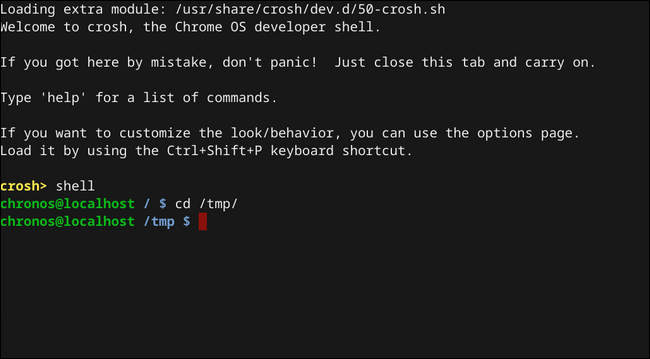 Loading extra module: /usr/share/crosh/dev.d/50-crosh.sh
Welcome to crosh, the Chrome OS developer shell.
If you got here by mistake, don't panic!  Just close this tab and carry on.
Type 'help' for a list of commands.
If you want to customize the look/behavior, you can use the options page.
Load it by using the Ctrl+Shift+P keyboard shortcut.
crosh> shell
chronos@localhost / $ cd /tmp/
chronos@localhost /tmp $